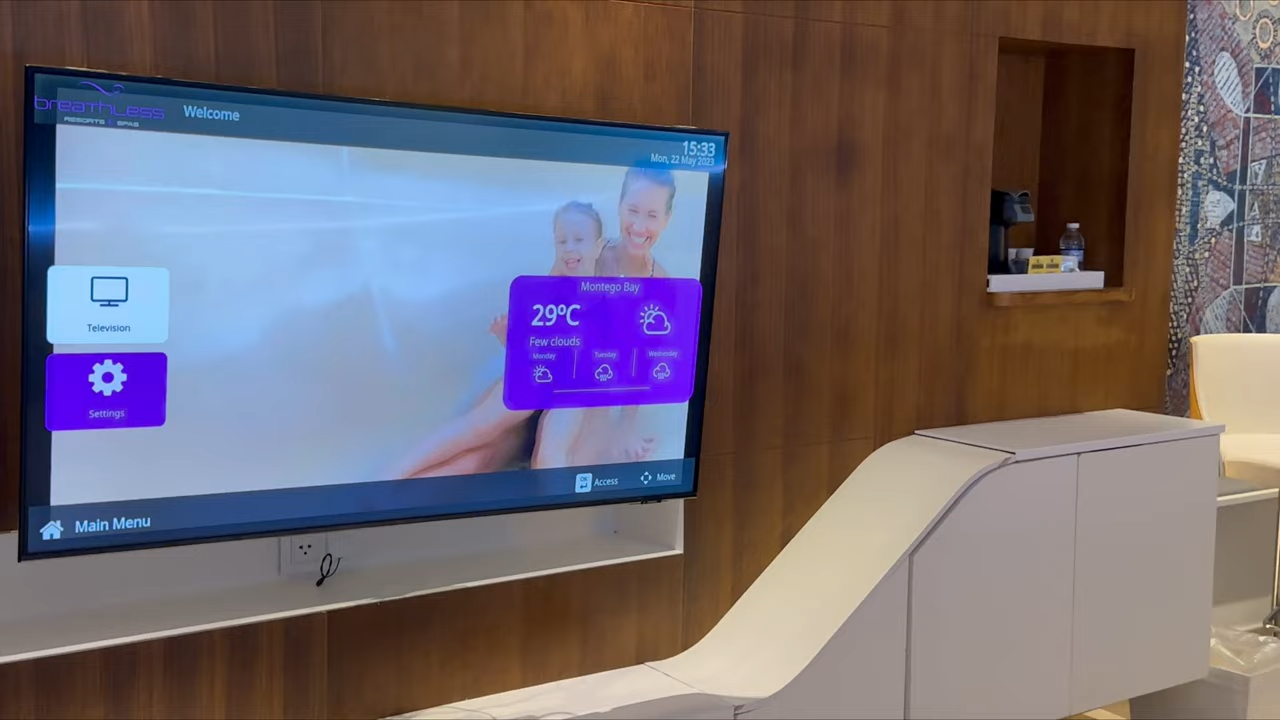 breathless
RESORTS & SPAS
Welcome
15:33
Mon, 22 May 2023
Television
Settings
Montego Bay
29ºC
Few clouds
Monday
Tuesday
Wednesday
OK
Access
Move
Main Menu